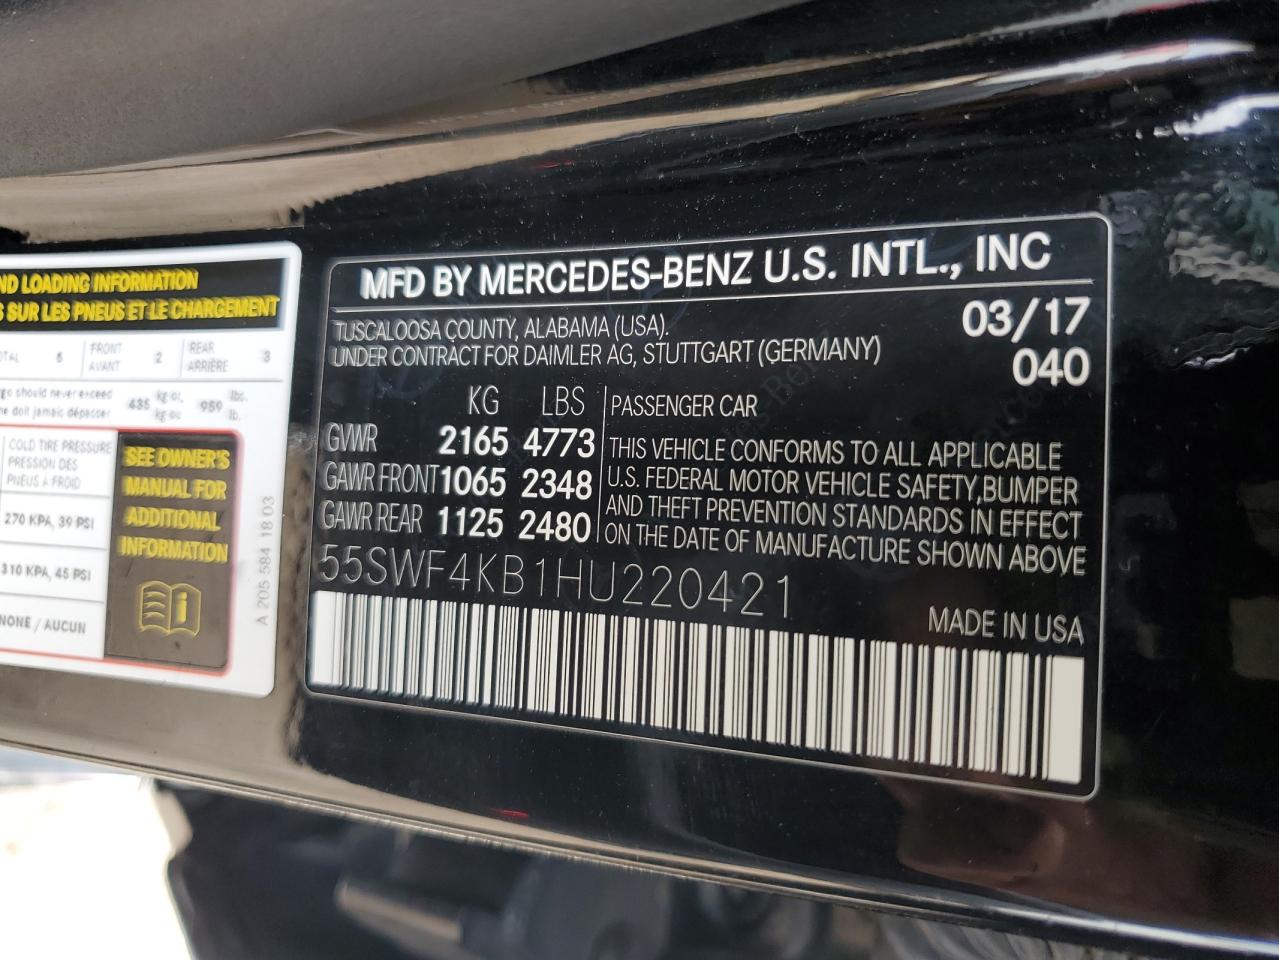 ND LOADING INFORMATION
S SUR LES PNEUS ET LE CHARGEMENT
FRONT 2 REAR 3
AVANT ARRIÈRE
go should never exceed 435 kg or, 959 lbs.
ne doit jamais dépasser kg ou lb.
COLD TIRE PRESSURE
PRESSION DES
PNEUS À FROID
270 KPA, 39 PSI
310 KPA, 45 PSI
NONE / AUCUN
SEE OWNER'S
MANUAL FOR
ADDITIONAL
INFORMATION
A 205 584 18 03
MFD BY MERCEDES-BENZ U.S. INTL., INC
TUSCALOOSA COUNTY, ALABAMA (USA). 03/17
UNDER CONTRACT FOR DAIMLER AG, STUTTGART (GERMANY) 040
KG LBS
GVWR 2165 4773
GAWR FRONT 1065 2348
GAWR REAR 1125 2480
PASSENGER CAR
THIS VEHICLE CONFORMS TO ALL APPLICABLE
U.S. FEDERAL MOTOR VEHICLE SAFETY,BUMPER
AND THEFT PREVENTION STANDARDS IN EFFECT
ON THE DATE OF MANUFACTURE SHOWN ABOVE
55SWF4KB1HU220421
MADE IN USA